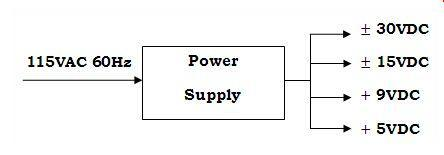 ± 30VDC
115VAC 60Hz
Power
± 15VDC
Supply
+ 9VDC
+ 5VDC